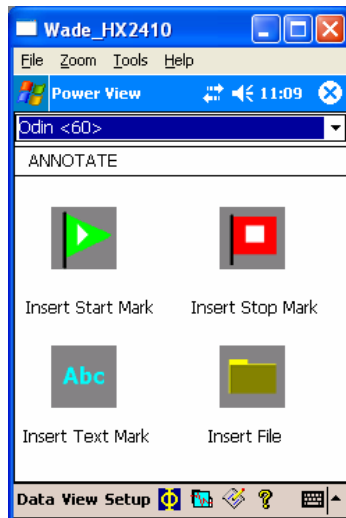 Wade_HX2410
File Zoom Tools Help
Power View 11:09
Odin <60>
ANNOTATE
Insert Start Mark Insert Stop Mark
Abc
Insert Text Mark Insert File
Data View Setup Φ ?